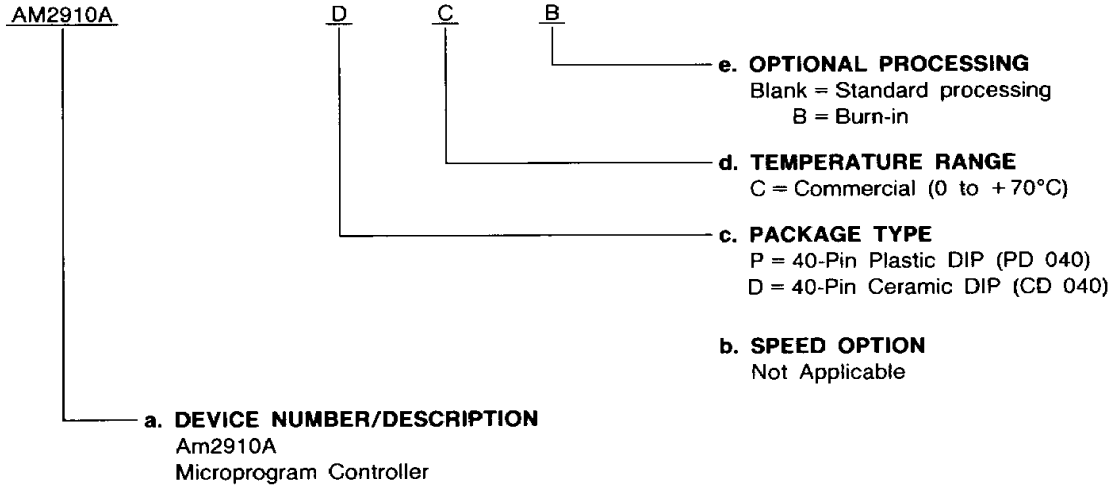 AM2910A D C B
e. OPTIONAL PROCESSING
Blank = Standard processing
B = Burn-in
d. TEMPERATURE RANGE
C = Commercial (0 to +70°C)
c. PACKAGE TYPE
P = 40-Pin Plastic DIP (PD 040)
D = 40-Pin Ceramic DIP (CD 040)
b. SPEED OPTION
Not Applicable
a. DEVICE NUMBER/DESCRIPTION
Am2910A
Microprogram Controller